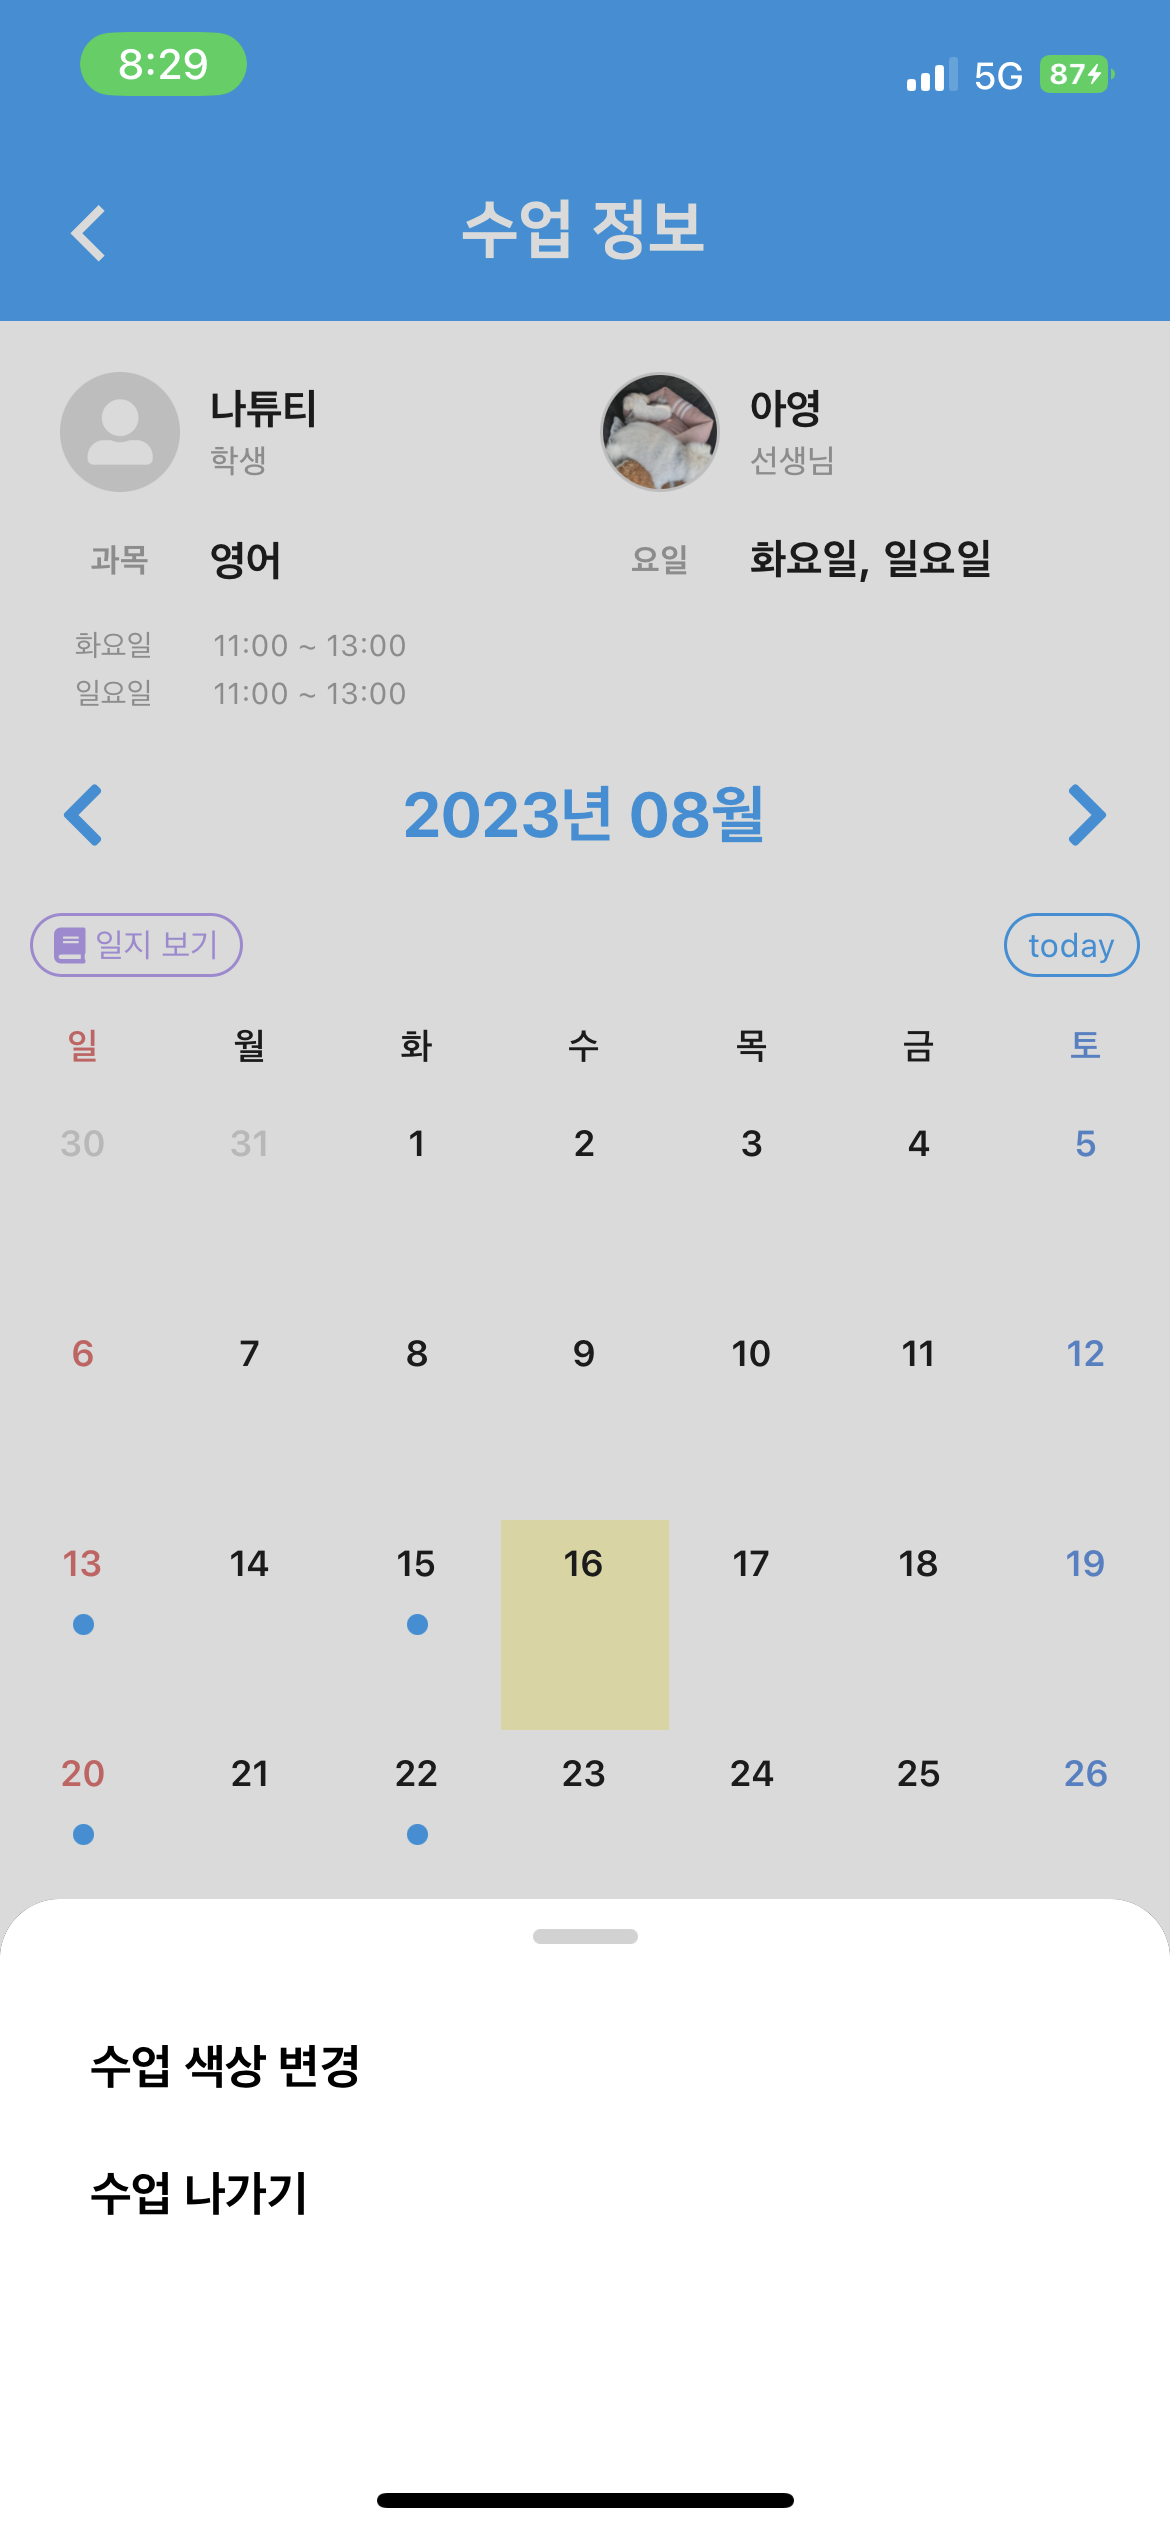 8:29 5G 87
수업 정보
나튜티 아영
학생 선생님
과목 영어 요일 화요일, 일요일
화요일 11:00 ~ 13:00
일요일 11:00 ~ 13:00
2023년 08월
일지 보기 today
일 월 화 수 목 금 토
30 31 1 2 3 4 5
6 7 8 9 10 11 12
13 14 15 16 17 18 19
20 21 22 23 24 25 26
수업 색상 변경
수업 나가기